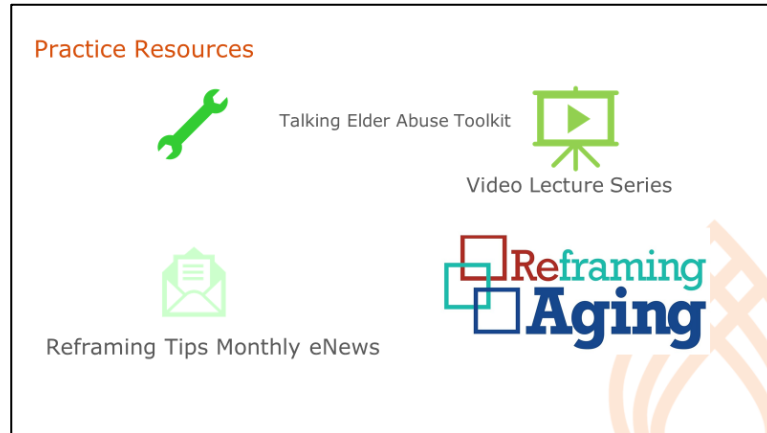 Practice Resources
Talking Elder Abuse Toolkit
Video Lecture Series
Reframing
Aging
Reframing Tips Monthly eNews